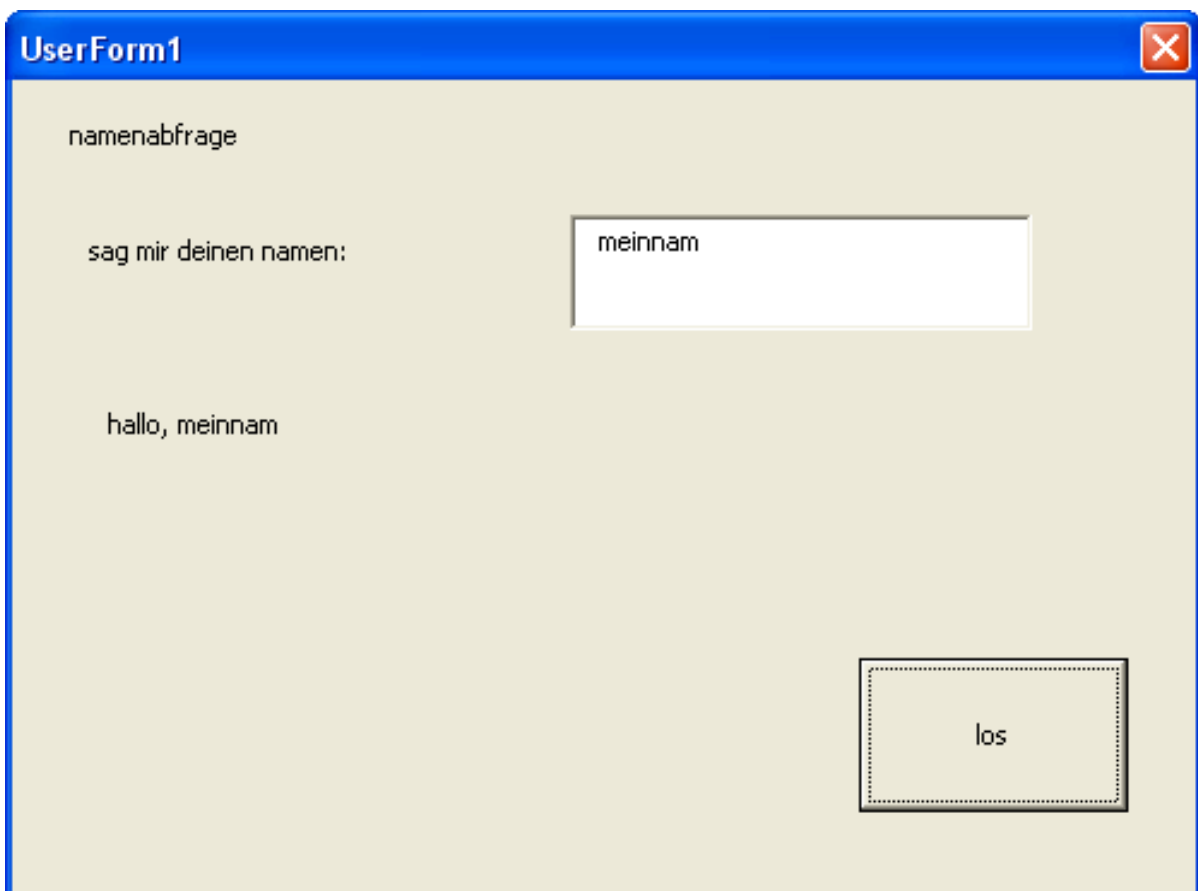 UserForm1
namenabfrage
sag mir deinen namen:
meinnam
hallo, meinnam
los